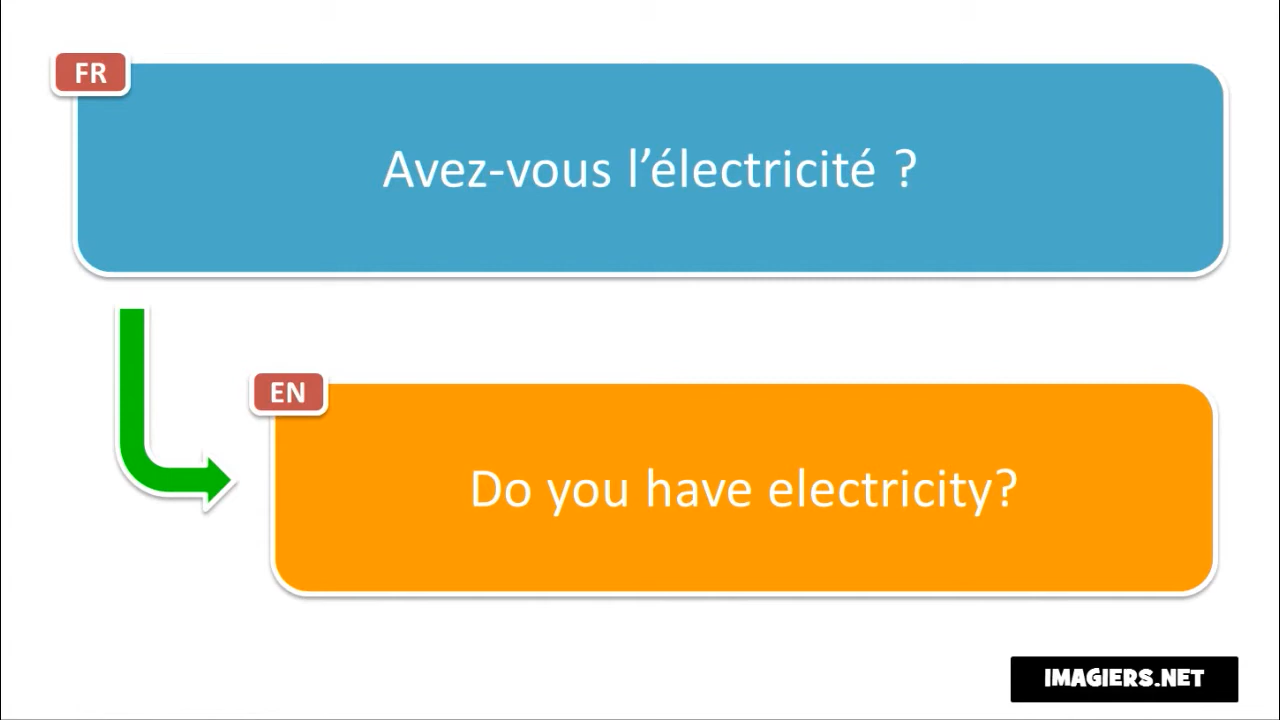 FR
Avez-vous l’électricité ?
EN
Do you have electricity?
IMAGIERS.NET